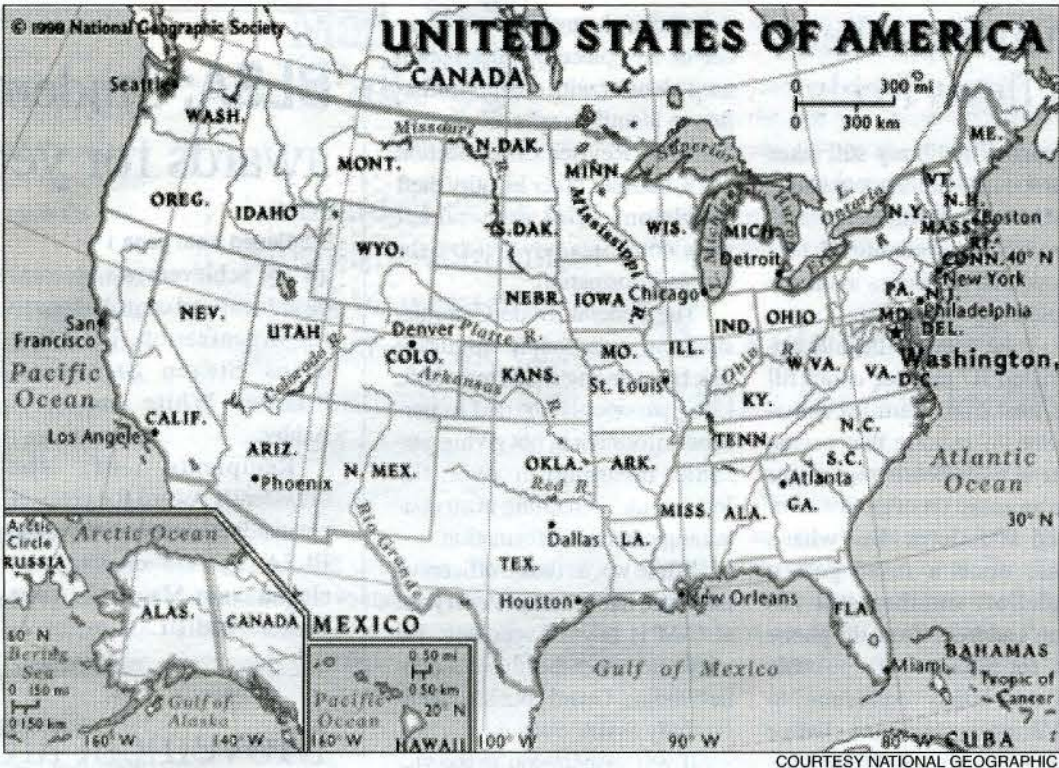 © 1998 National Geographic Society
UNITED STATES OF AMERICA
CANADA
0 300 mi
0 300 km
Seattle
WASH.
Missouri
N.DAK.
ME.
MONT.
MINN.
Superior
VT.
OREG.
IDAHO
Mississippi R.
N.H.
Ontario
N.Y.
Boston
S.DAK.
WIS.
L. Michigan
MICH.
MASS.
R.I.
WYO.
Detroit
CONN.
40° N
New York
NEBR.
IOWA
Chicago
PA.
N.J.
Philadelphia
NEV.
IND.
OHIO
MD.
DEL.
San
Francisco
UTAH
Denver
Platte R.
COLO.
MO.
ILL.
Ohio R.
W.VA.
VA.
Washington,
D.C.
Pacific
Ocean
Colorado R.
Arkansas R.
KANS.
St. Louis
KY.
CALIF.
Los Angeles
N.C.
TENN.
ARIZ.
N. MEX.
OKLA.
ARK.
S.C.
Atlantic
Ocean
Phoenix
Red R.
Atlanta
MISS.
ALA.
GA.
30° N
Rio Grande
Dallas
LA.
TEX.
Houston
New Orleans
FLA.
MEXICO
Gulf of Mexico
Miami
BAHAMAS
Tropic of
Cancer
CUBA
Arctic
Circle
Arctic Ocean
RUSSIA
ALAS.
CANADA
60° N
Bering
Sea
0 150 mi
0 150 km
Gulf of
Alaska
160° W
140° W
0 50 mi
0 50 km
Pacific
Ocean
20° N
160° W
HAWAII
100° W
90° W
80° W
COURTESY NATIONAL GEOGRAPHIC